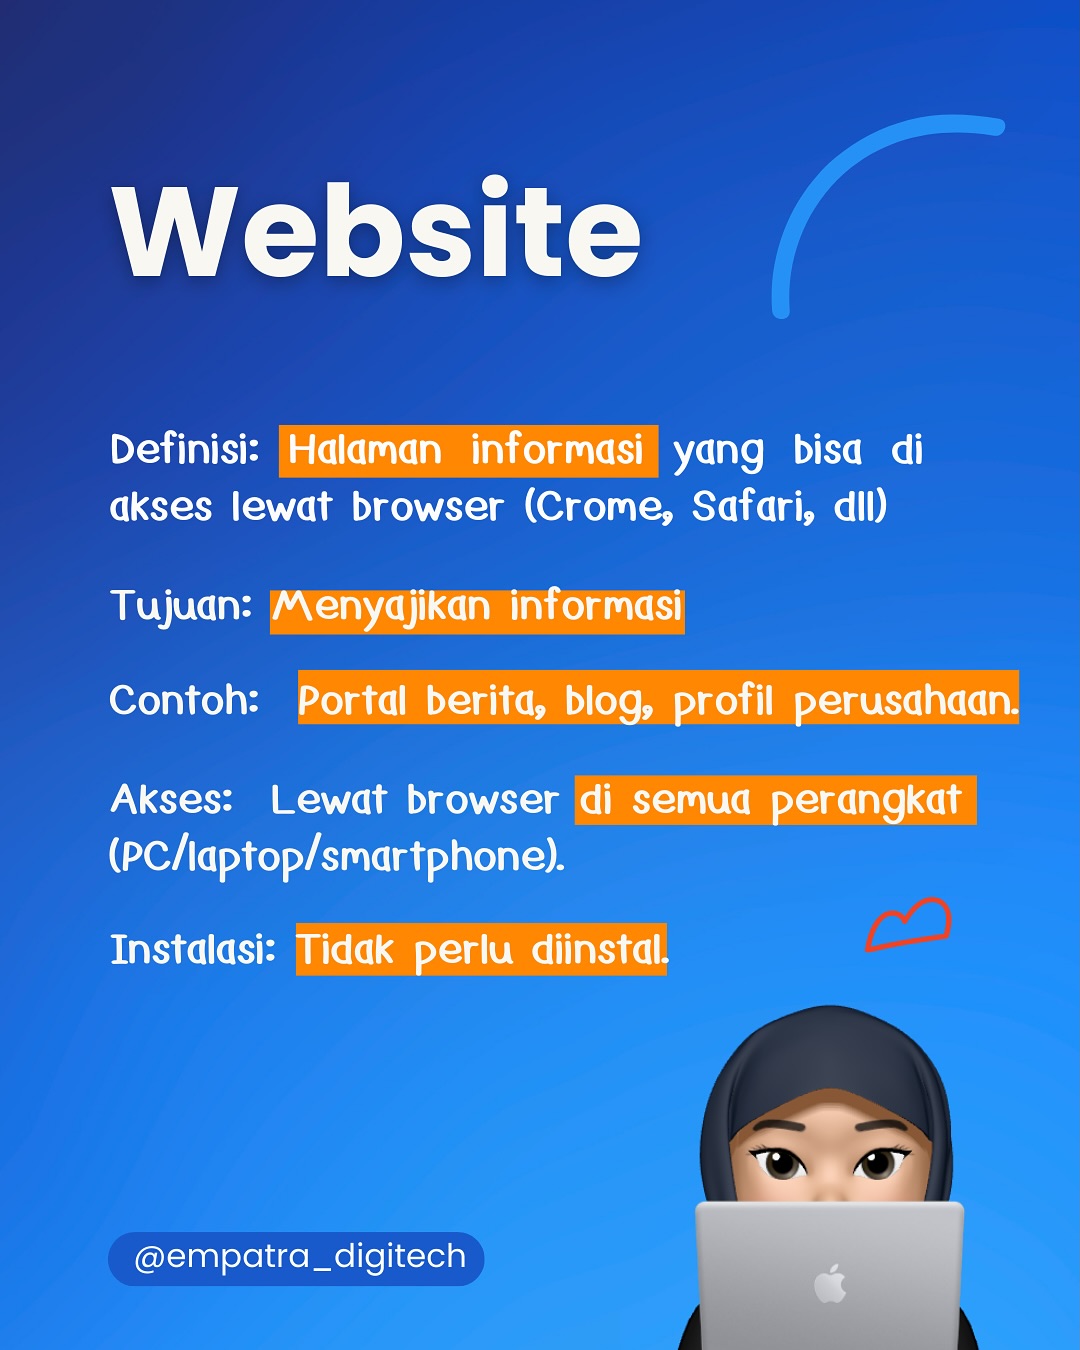 Website
Definisi: Halaman informasi yang bisa di
akses lewat browser (Crome, Safari, dll)
Tujuan: Menyajikan informasi
Contoh: Portal berita, blog, profil perusahaan.
Akses: Lewat browser di semua perangkat
(PC/laptop/smartphone).
Instalasi: Tidak perlu diinstal.
@empatra_digitech